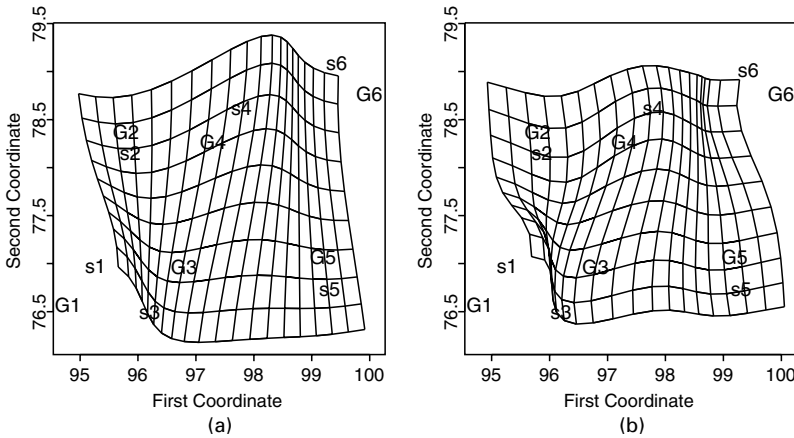 79.5
78.5
77.5
76.5
Second Coordinate
s6
G6
s4
G2
s2
G4
s1
G3
G5
s5
G1
s3
95 96 97 98 99 100
First Coordinate
(a)
79.5
78.5
77.5
76.5
Second Coordinate
s6
G6
s4
G2
s2
G4
s1
G3
G5
s5
G1
s3
95 96 97 98 99 100
First Coordinate
(b)